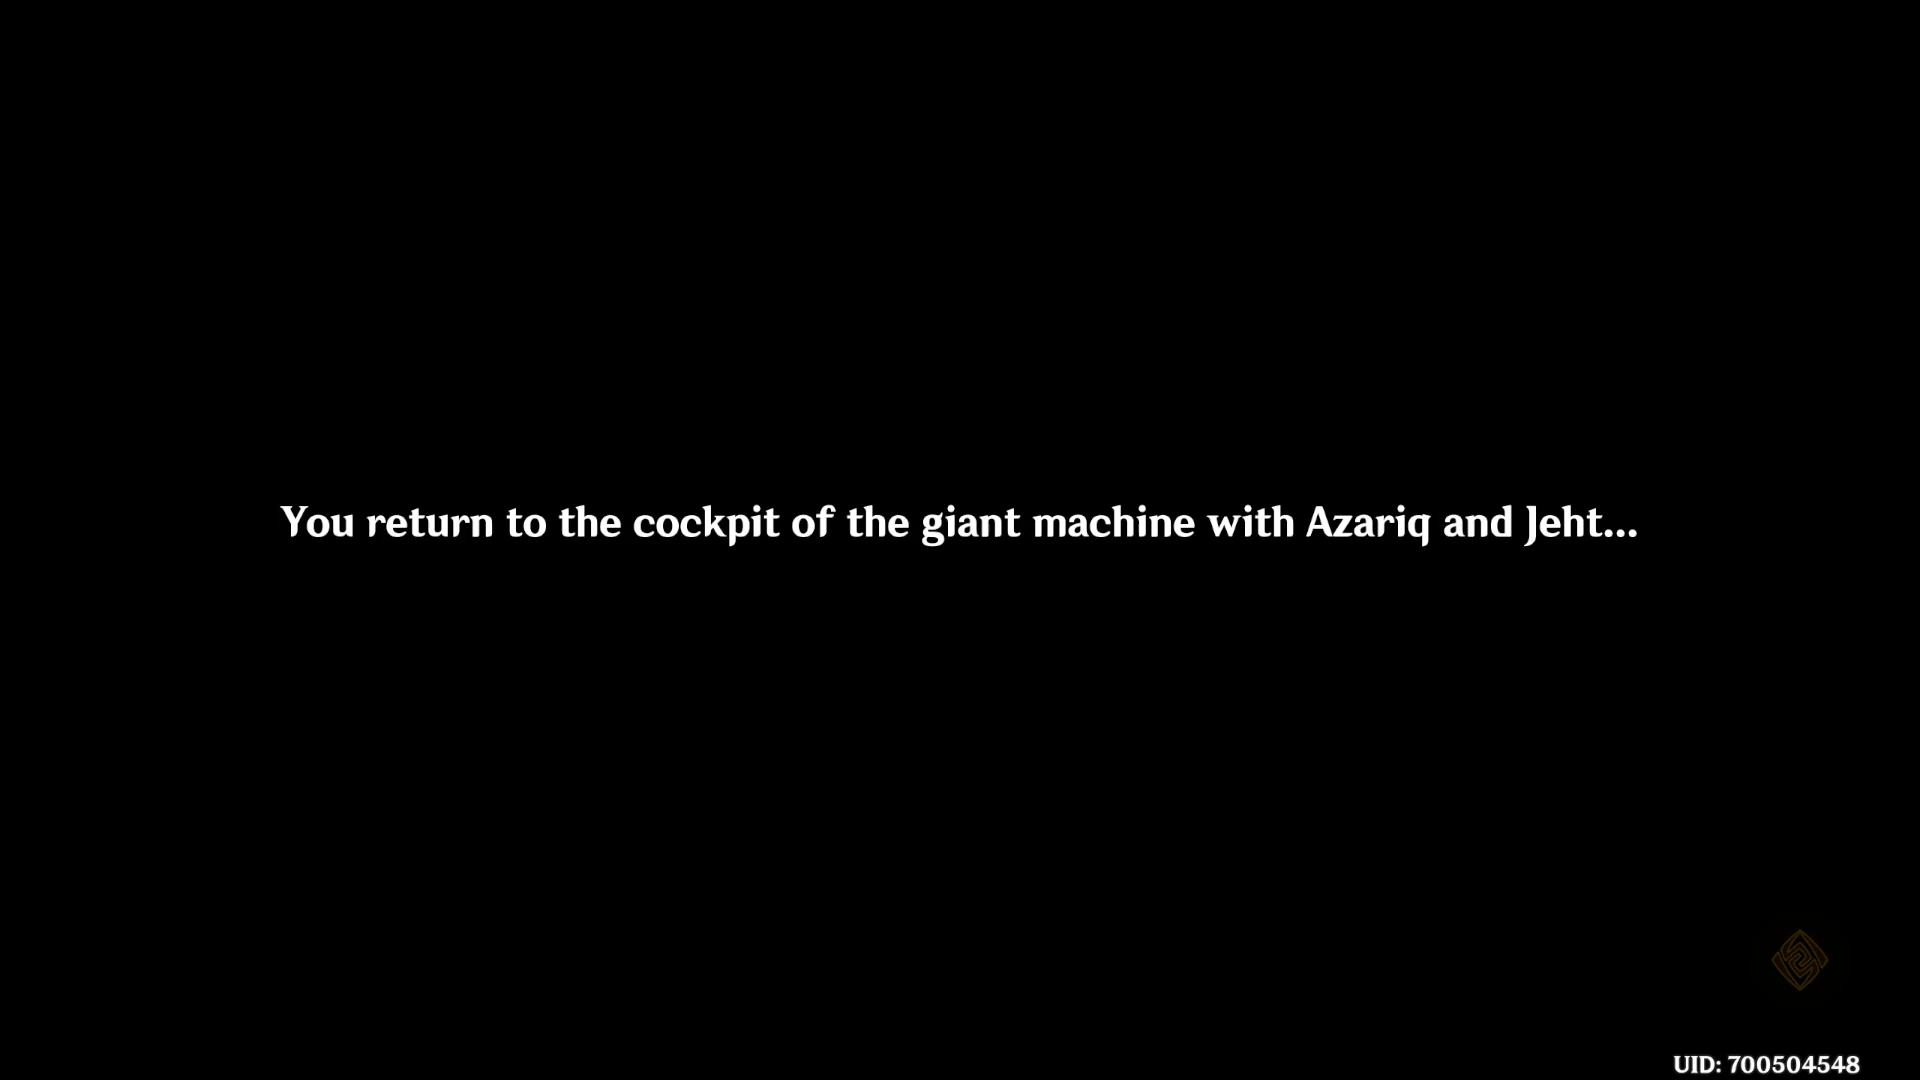 You return to the cockpit of the giant machine with Azariq and Jeht...
UID: 700504548